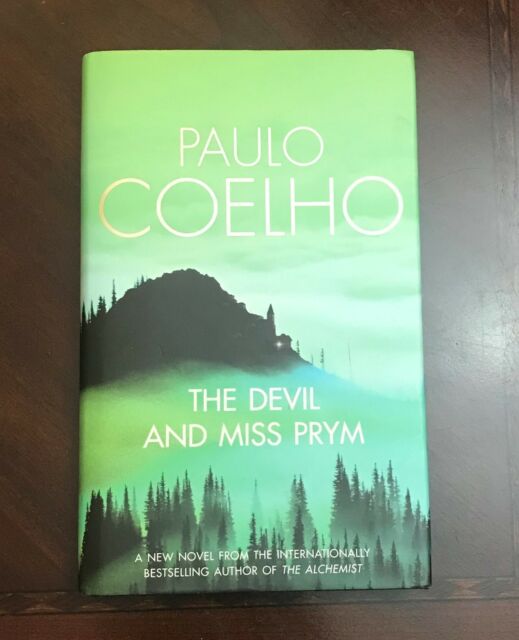 PAULO
COELHO
THE DEVIL
AND MISS PRYM
A NEW NOVEL FROM THE INTERNATIONALLY
BESTSELLING AUTHOR OF THE ALCHEMIST